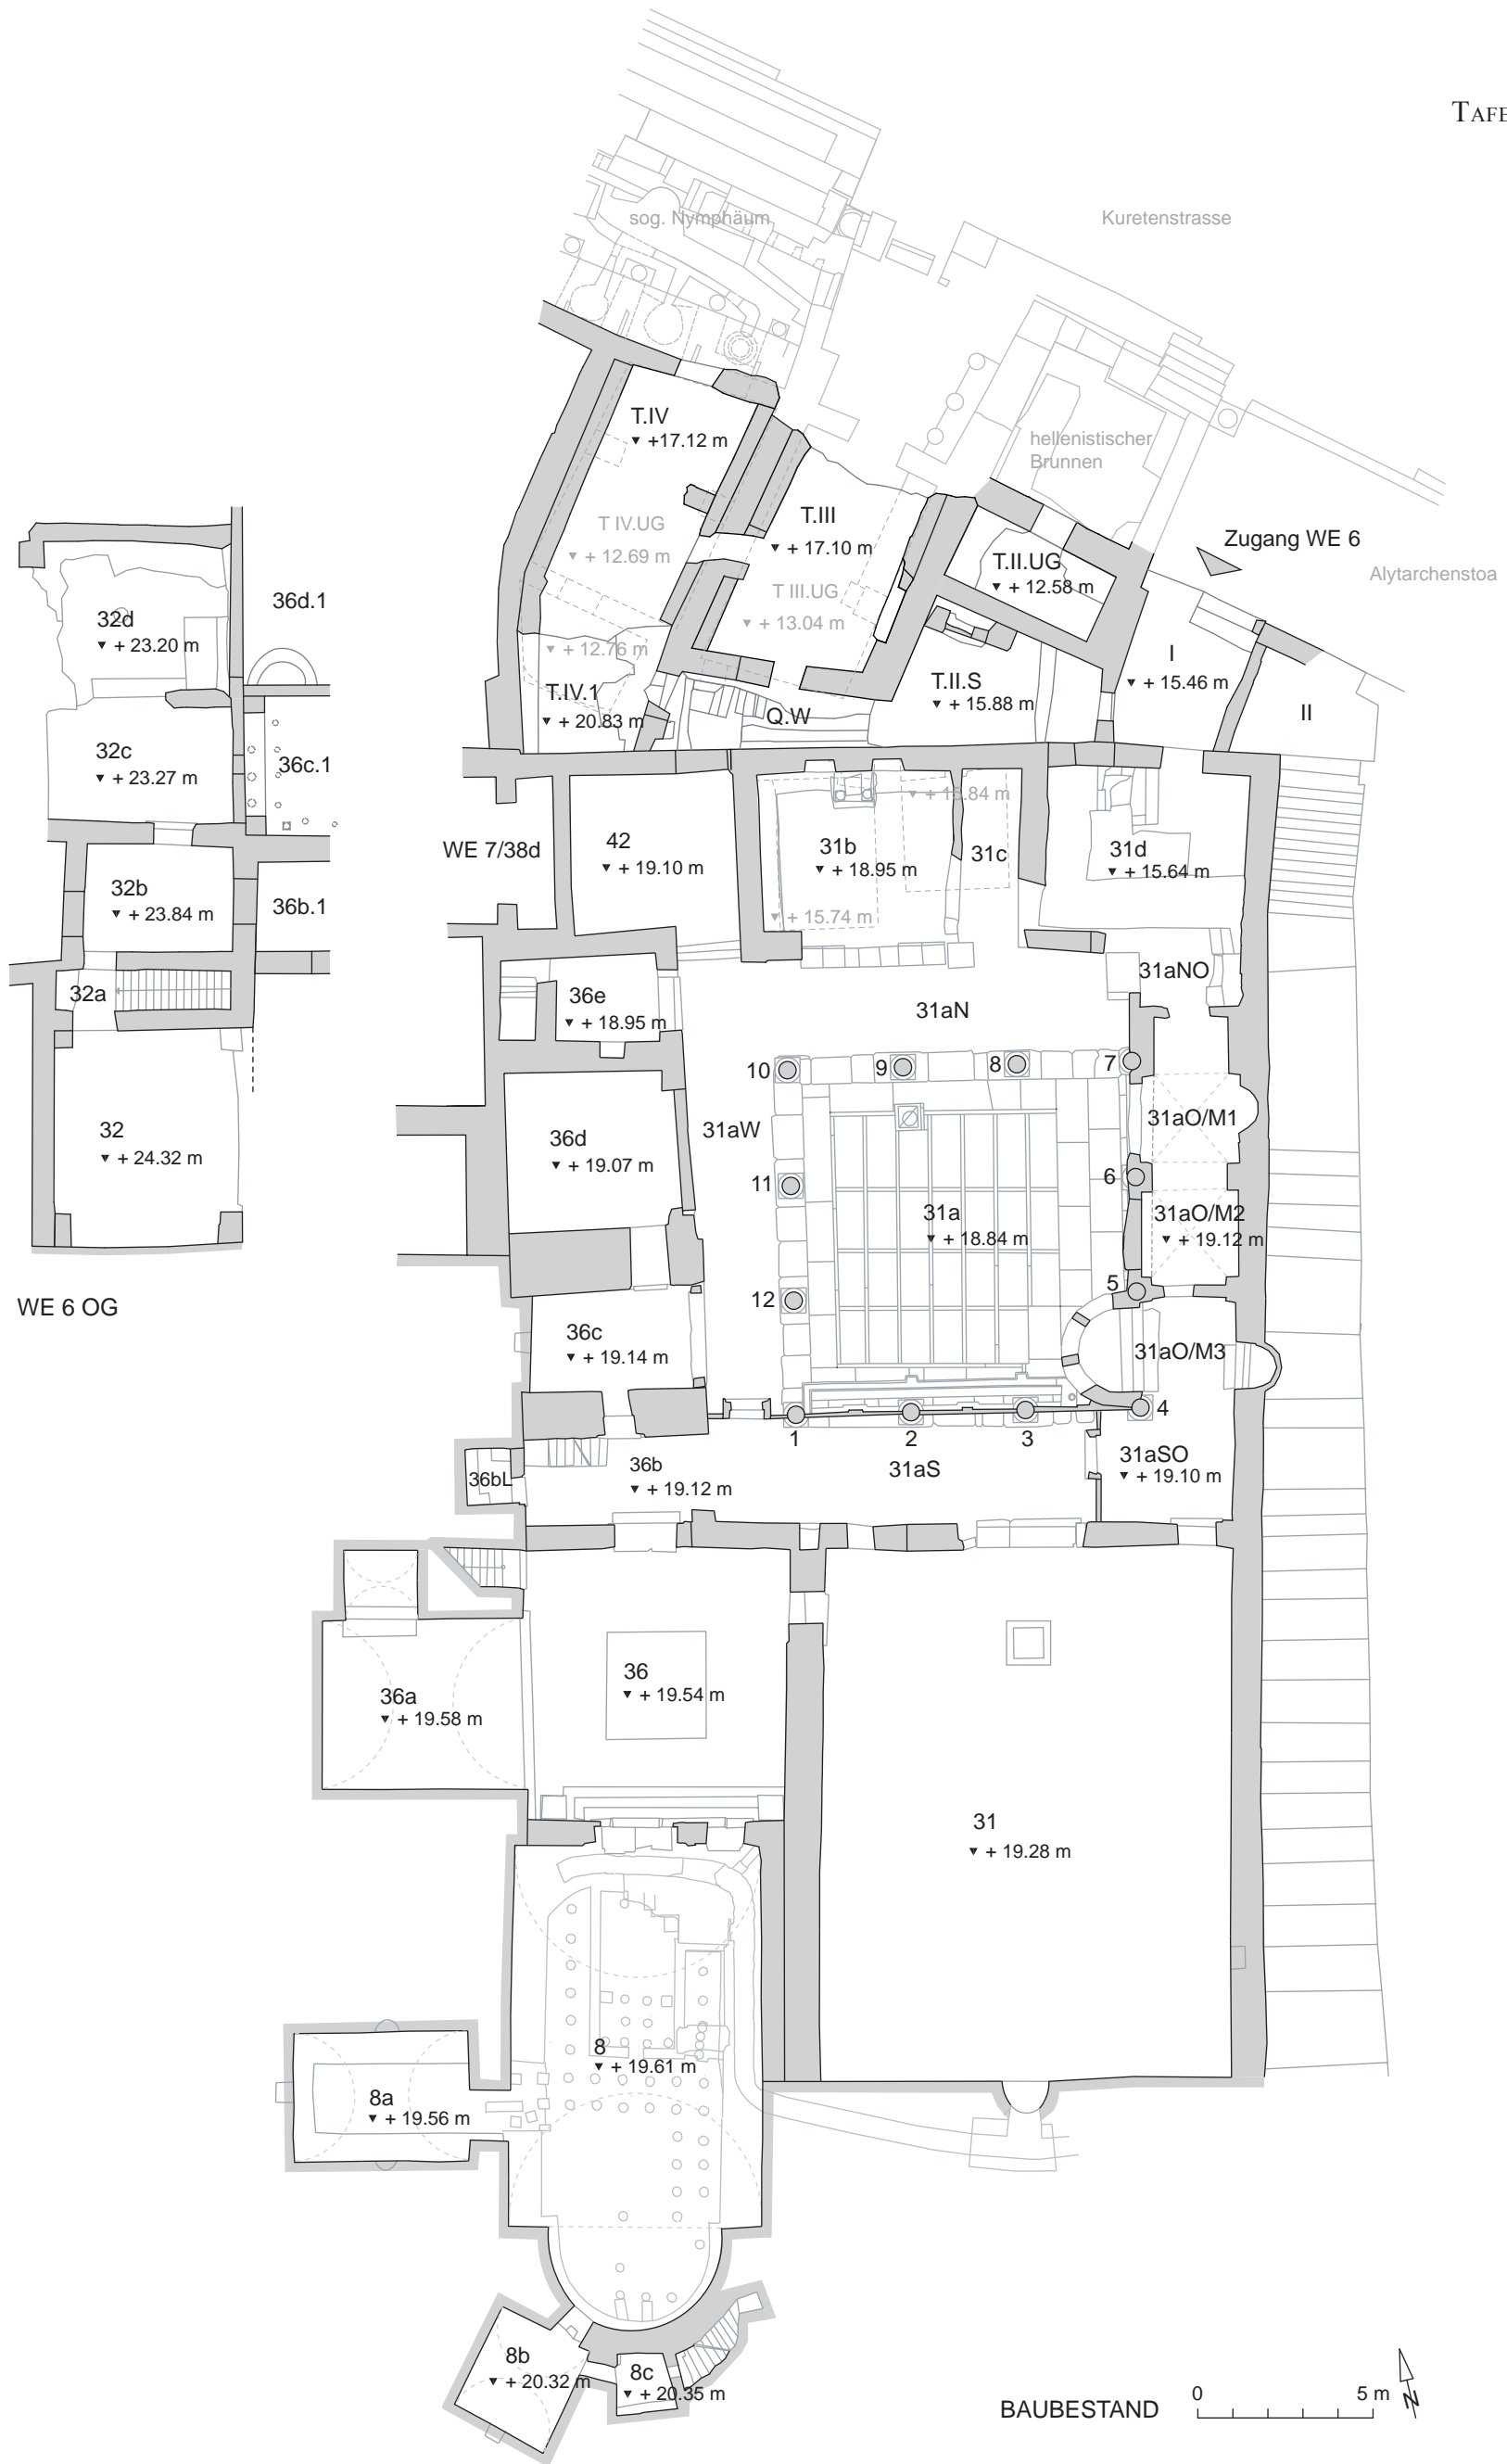 TAFE
sog. Nymphäum
Kuretenstrasse
T.IV
+17.12 m
hellenistischer
Brunnen
T IV.UG
+ 12.69 m
T.III
+ 17.10 m
Zugang WE 6
T.II.UG
+ 12.58 m
Alytarchenstoa
T III.UG
+ 13.04 m
36d.1
32d
+ 23.20 m
+ 12.76 m
I
+ 15.46 m
T.IV.1
+ 20.83 m
T.II.S
+ 15.88 m
Q.W
II
32c
+ 23.27 m
36c.1
WE 7/38d
42
+ 19.10 m
31b
+ 18.95 m
31c
31d
+ 15.64 m
32b
+ 23.84 m
36b.1
+ 15.74 m
31aNO
32a
36e
+ 18.95 m
31aN
10
9
8
7
32
+ 24.32 m
36d
+ 19.07 m
31aW
31aO/M1
11
6
31a
+ 18.84 m
31aO/M2
+ 19.12 m
WE 6 OG
12
5
36c
+ 19.14 m
31aO/M3
1
2
3
4
36bL
36b
+ 19.12 m
31aS
31aSO
+ 19.10 m
36a
+ 19.58 m
36
+ 19.54 m
31
+ 19.28 m
8
+ 19.61 m
8a
+ 19.56 m
8b
+ 20.32 m
8c
+ 20.35 m
BAUBESTAND
0
5 m
N